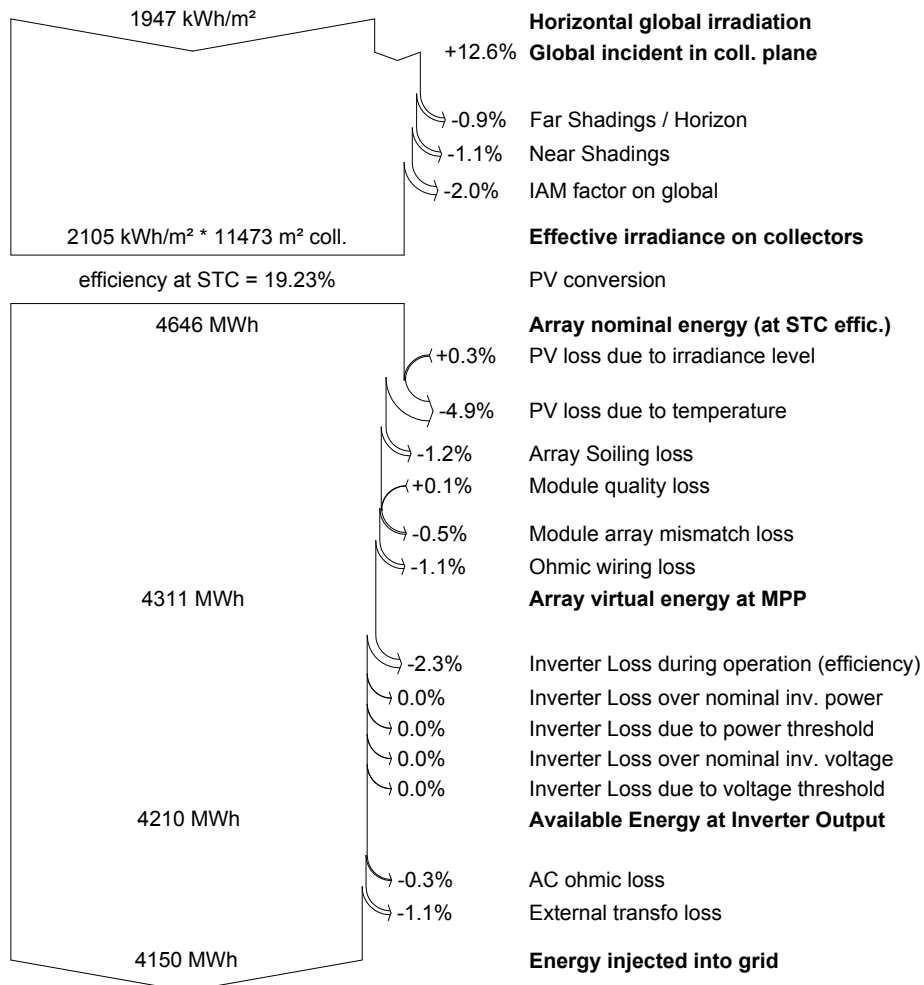 1947 kWh/m² Horizontal global irradiation
+12.6% Global incident in coll. plane
-0.9% Far Shadings / Horizon
-1.1% Near Shadings
-2.0% IAM factor on global
2105 kWh/m² * 11473 m² coll. Effective irradiance on collectors
efficiency at STC = 19.23% PV conversion
4646 MWh Array nominal energy (at STC effic.)
+0.3% PV loss due to irradiance level
-4.9% PV loss due to temperature
-1.2% Array Soiling loss
+0.1% Module quality loss
-0.5% Module array mismatch loss
-1.1% Ohmic wiring loss
4311 MWh Array virtual energy at MPP
-2.3% Inverter Loss during operation (efficiency)
0.0% Inverter Loss over nominal inv. power
0.0% Inverter Loss due to power threshold
0.0% Inverter Loss over nominal inv. voltage
0.0% Inverter Loss due to voltage threshold
4210 MWh Available Energy at Inverter Output
-0.3% AC ohmic loss
-1.1% External transfo loss
4150 MWh Energy injected into grid